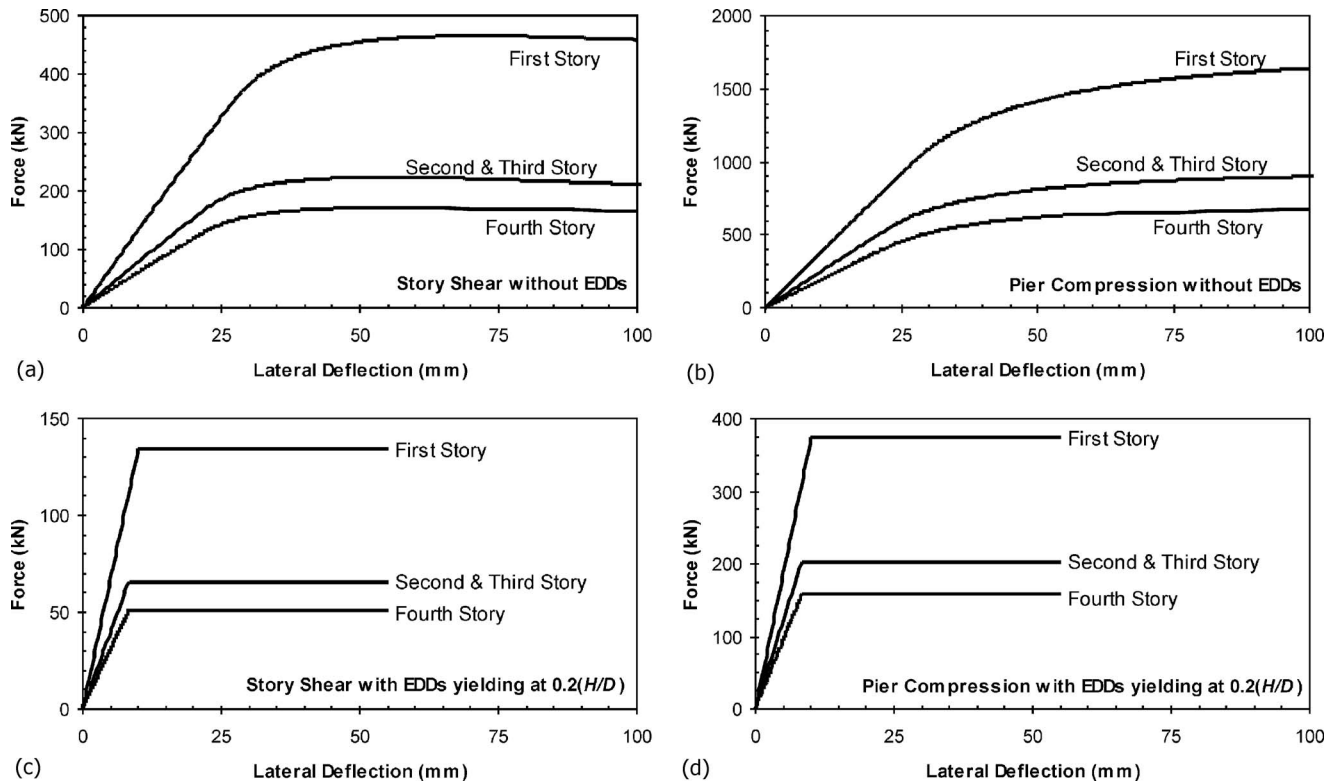 500
400
300
200
100
0
Force (kN)
First Story
Second & Third Story
Fourth Story
Story Shear without EDDs
0 25 50 75 100
Lateral Deflection (mm)
(a)
2000
1500
1000
500
0
Force (kN)
First Story
Second & Third Story
Fourth Story
Pier Compression without EDDs
0 25 50 75 100
Lateral Deflection (mm)
(b)
150
100
50
0
Force (kN)
First Story
Second & Third Story
Fourth Story
Story Shear with EDDs yielding at 0.2(H/D)
0 25 50 75 100
Lateral Deflection (mm)
(c)
400
350
300
250
200
150
100
50
0
Force (kN)
First Story
Second & Third Story
Fourth Story
Pier Compression with EDDs yielding at 0.2(H/D)
0 25 50 75 100
Lateral Deflection (mm)
(d)